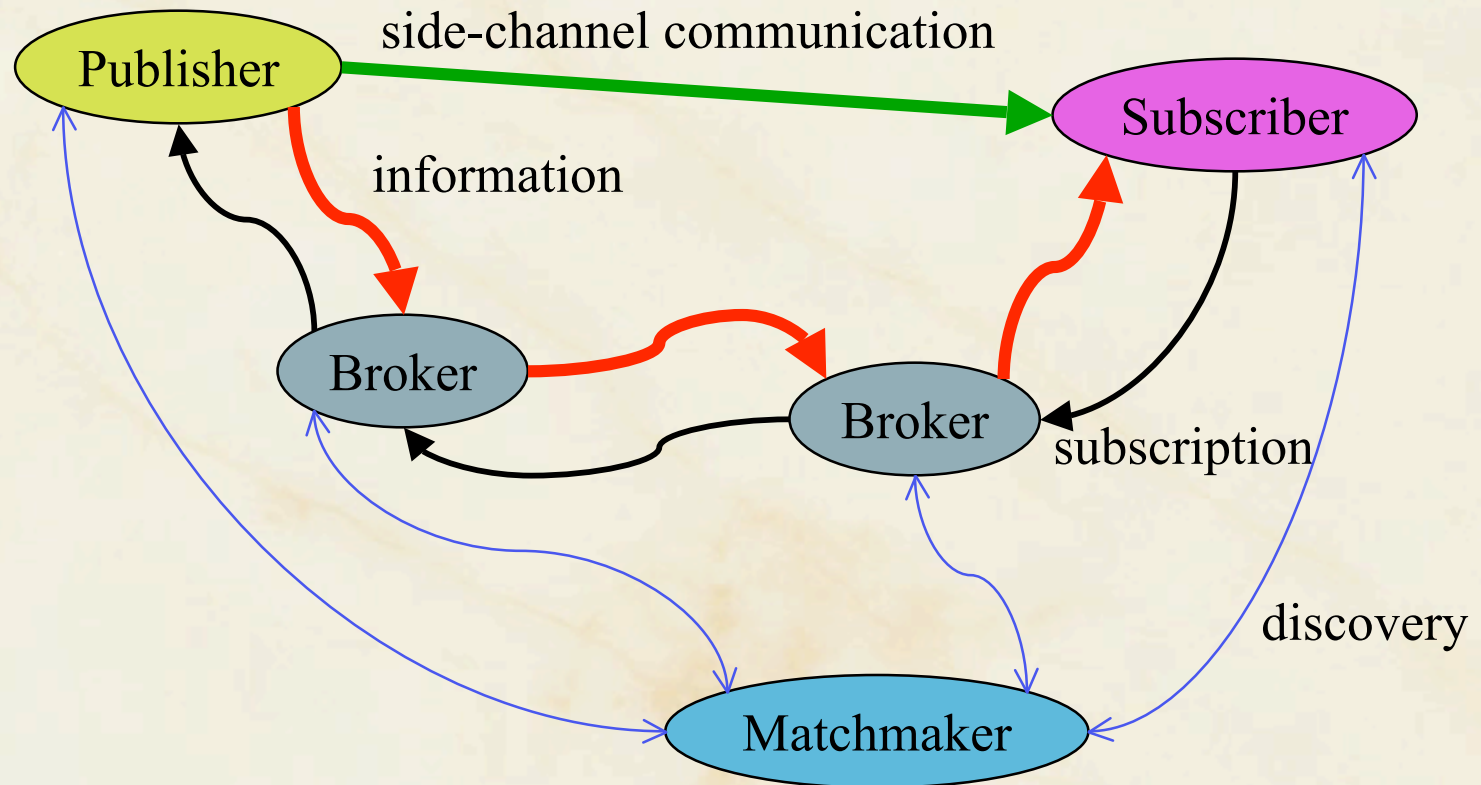 side-channel communication
Publisher
Subscriber
information
Broker
Broker
subscription
discovery
Matchmaker